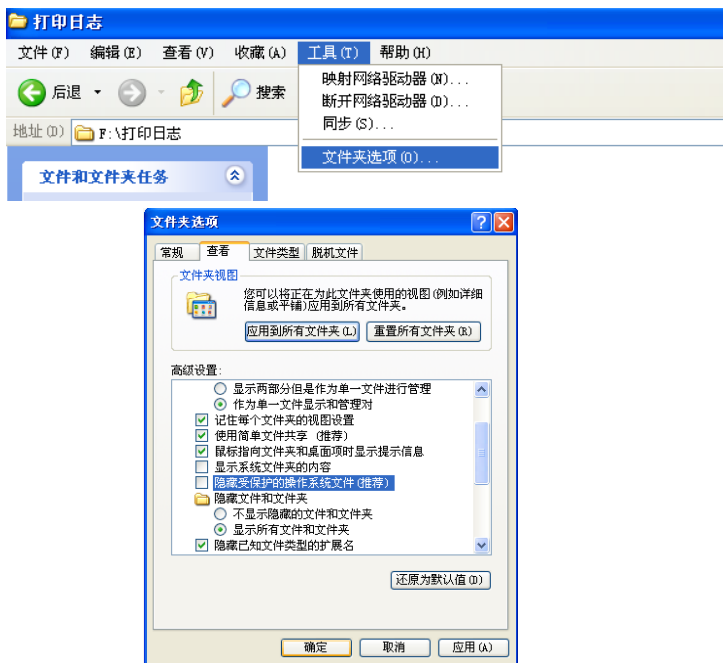 打印日志
文件(F) 编辑(E) 查看(V) 收藏(A) 工具(T) 帮助(H)
映射网络驱动器(N)...
断开网络驱动器(D)...
同步(S)...
文件夹选项(O)...
后退 搜索
地址(D) F:\打印日志
文件和文件夹任务
文件夹选项
常规 查看 文件类型 脱机文件
文件夹视图
您可以将正在为此文件夹使用的视图(例如详细
信息或平铺)应用到所有文件夹。
应用到所有文件夹(L) 重置所有文件夹(R)
高级设置:
显示两部分但是作为单一文件进行管理
作为单一文件显示和管理对
记住每个文件夹的视图设置
使用简单文件共享 (推荐)
鼠标指向文件夹和桌面项时显示提示信息
显示系统文件夹的内容
隐藏受保护的操作系统文件(推荐)
隐藏文件和文件夹
不显示隐藏的文件和文件夹
显示所有文件和文件夹
隐藏已知文件类型的扩展名
还原为默认值(D)
确定 取消 应用(A)